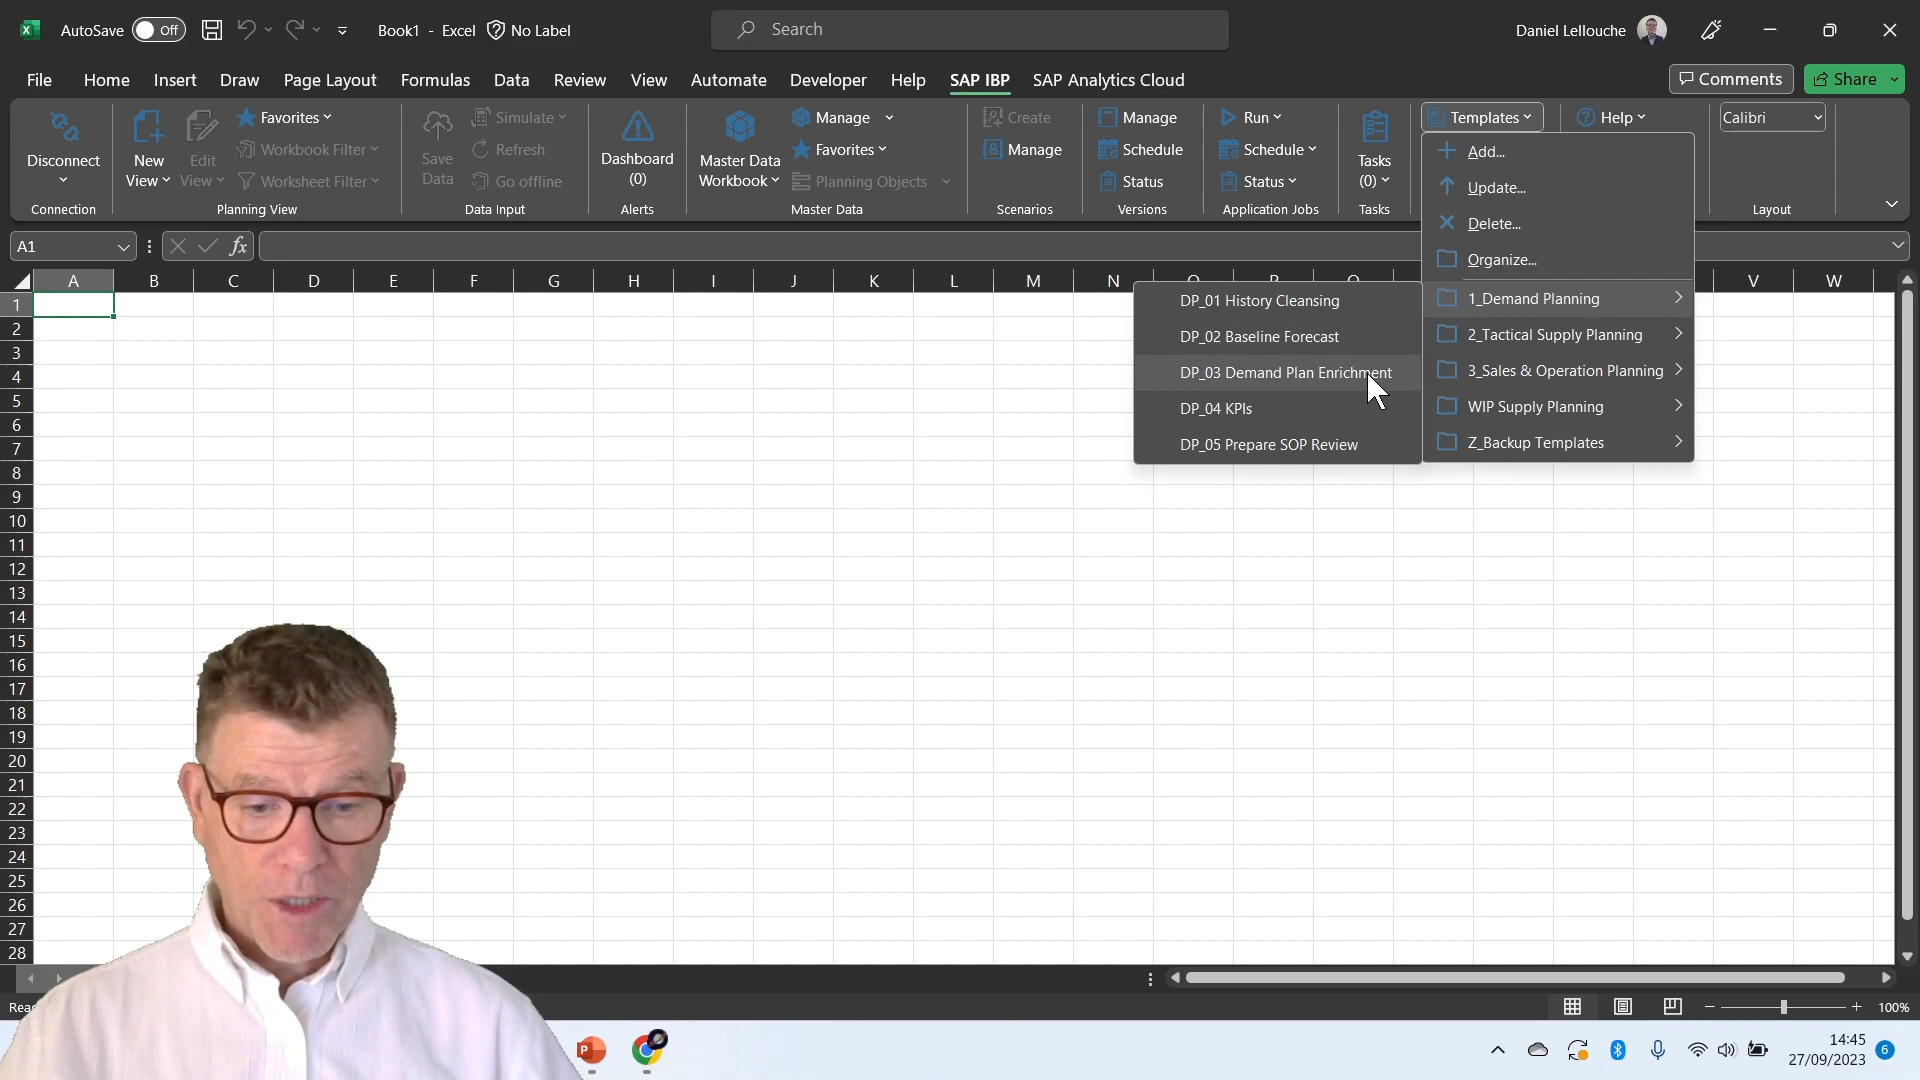 AutoSave Off Book1 - Excel No Label Search Daniel Lellouche
File Home Insert Draw Page Layout Formulas Data Review View Automate Developer Help SAP IBP SAP Analytics Cloud Comments Share
Disconnect
Connection
New View
Edit View
Favorites
Workbook Filter
Worksheet Filter
Planning View
Save Data
Simulate
Refresh
Go offline
Data Input
Dashboard
(0)
Alerts
Master Data
Workbook
Manage
Favorites
Planning Objects
Master Data
Create
Manage
Scenarios
Manage
Schedule
Status
Versions
Run
Schedule
Status
Application Jobs
Tasks
(0)
Tasks
Templates
Help
Calibri
Layout
Add...
Update...
Delete...
Organize...
1_Demand Planning
2_Tactical Supply Planning
3_Sales & Operation Planning
WIP Supply Planning
Z_Backup Templates
DP_01 History Cleansing
DP_02 Baseline Forecast
DP_03 Demand Plan Enrichment
DP_04 KPIs
DP_05 Prepare SOP Review
A1 fx
A B C D E F G H I J K L M N V W
1
2
3
4
5
6
7
8
9
10
11
12
13
14
15
16
17
18
19
20
21
22
23
24
25
26
27
28
100%
14:45
27/09/2023
6